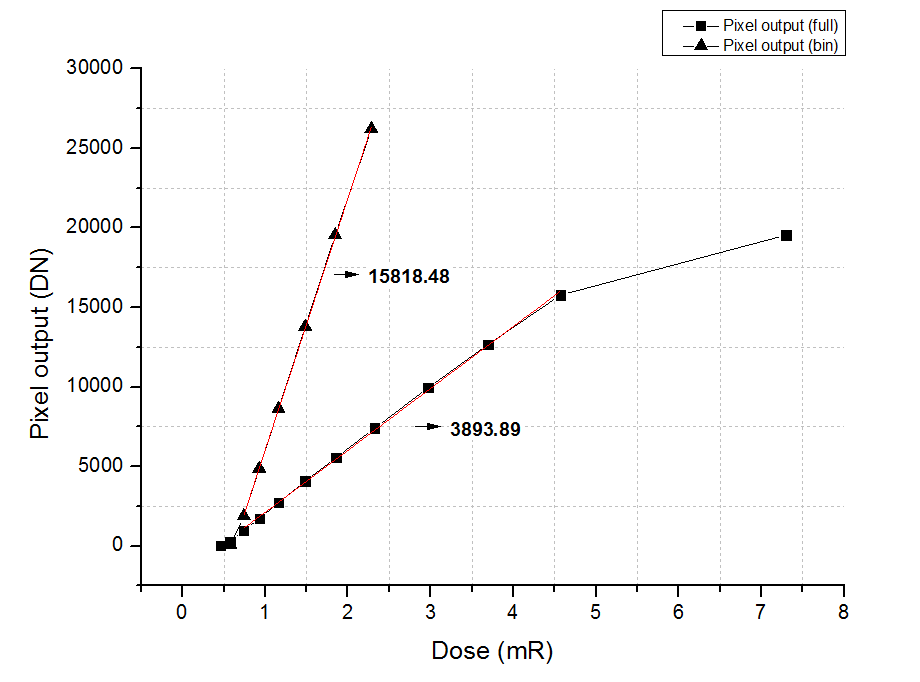 Pixel output (full)
Pixel output (bin)
30000
25000
20000
15000
10000
5000
0
Pixel output (DN)
15818.48
3893.89
0 1 2 3 4 5 6 7 8
Dose (mR)